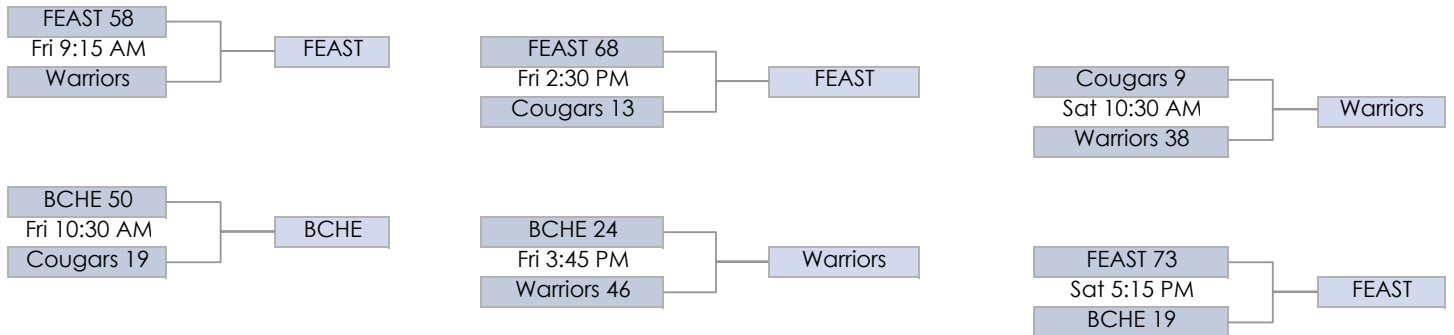 FEAST 58
Fri 9:15 AM
Warriors
FEAST
BCHE 50
Fri 10:30 AM
Cougars 19
BCHE
FEAST 68
Fri 2:30 PM
Cougars 13
FEAST
BCHE 24
Fri 3:45 PM
Warriors 46
Warriors
Cougars 9
Sat 10:30 AM
Warriors 38
Warriors
FEAST 73
Sat 5:15 PM
BCHE 19
FEAST